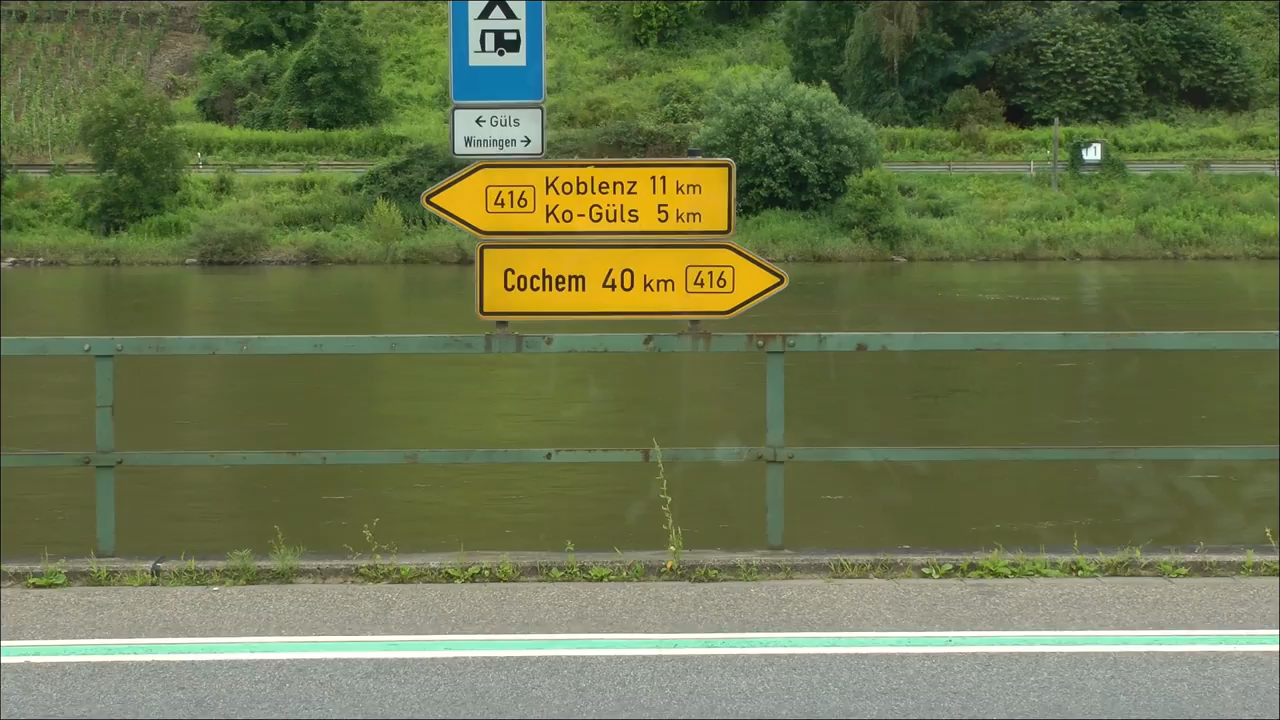 ← Güls
Winningen →
416 Koblenz 11 km
Ko-Güls 5 km
Cochem 40 km 416